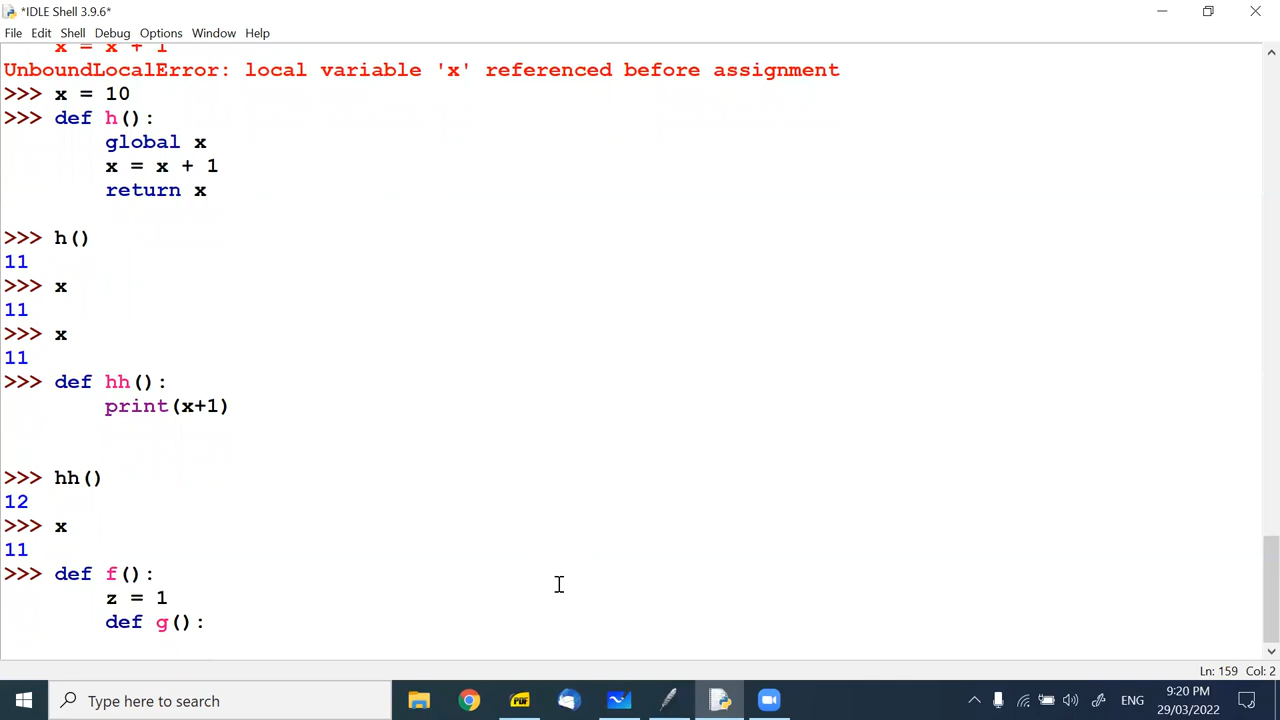 *IDLE Shell 3.9.6*
File Edit Shell Debug Options Window Help
x = x + 1
UnboundLocalError: local variable 'x' referenced before assignment
>>> x = 10
>>> def h():
        global x
        x = x + 1
        return x
>>> h()
11
>>> x
11
>>> x
11
>>> def hh():
        print(x+1)
>>> hh()
12
>>> x
11
>>> def f():
        z = 1
        def g():
Ln: 159 Col: 2
Type here to search
PDF
ENG
9:20 PM
29/03/2022